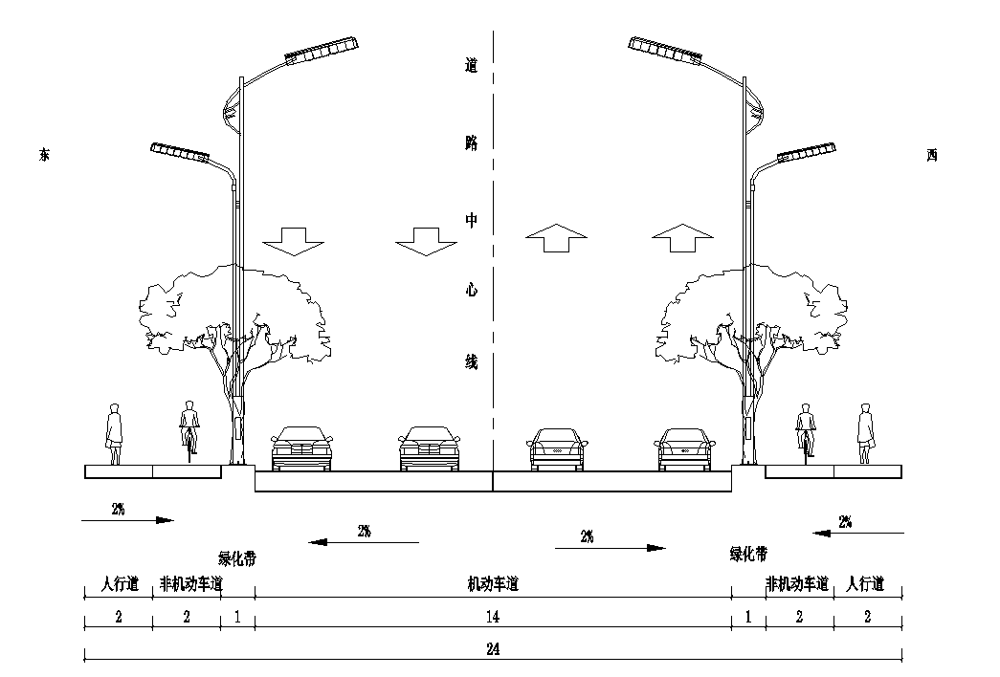 道路中心线
东
西
2%
2%
2%
2%
绿化带
绿化带
人行道 非机动车道 机动车道 非机动车道 人行道
2 2 1 14 1 2 2
24